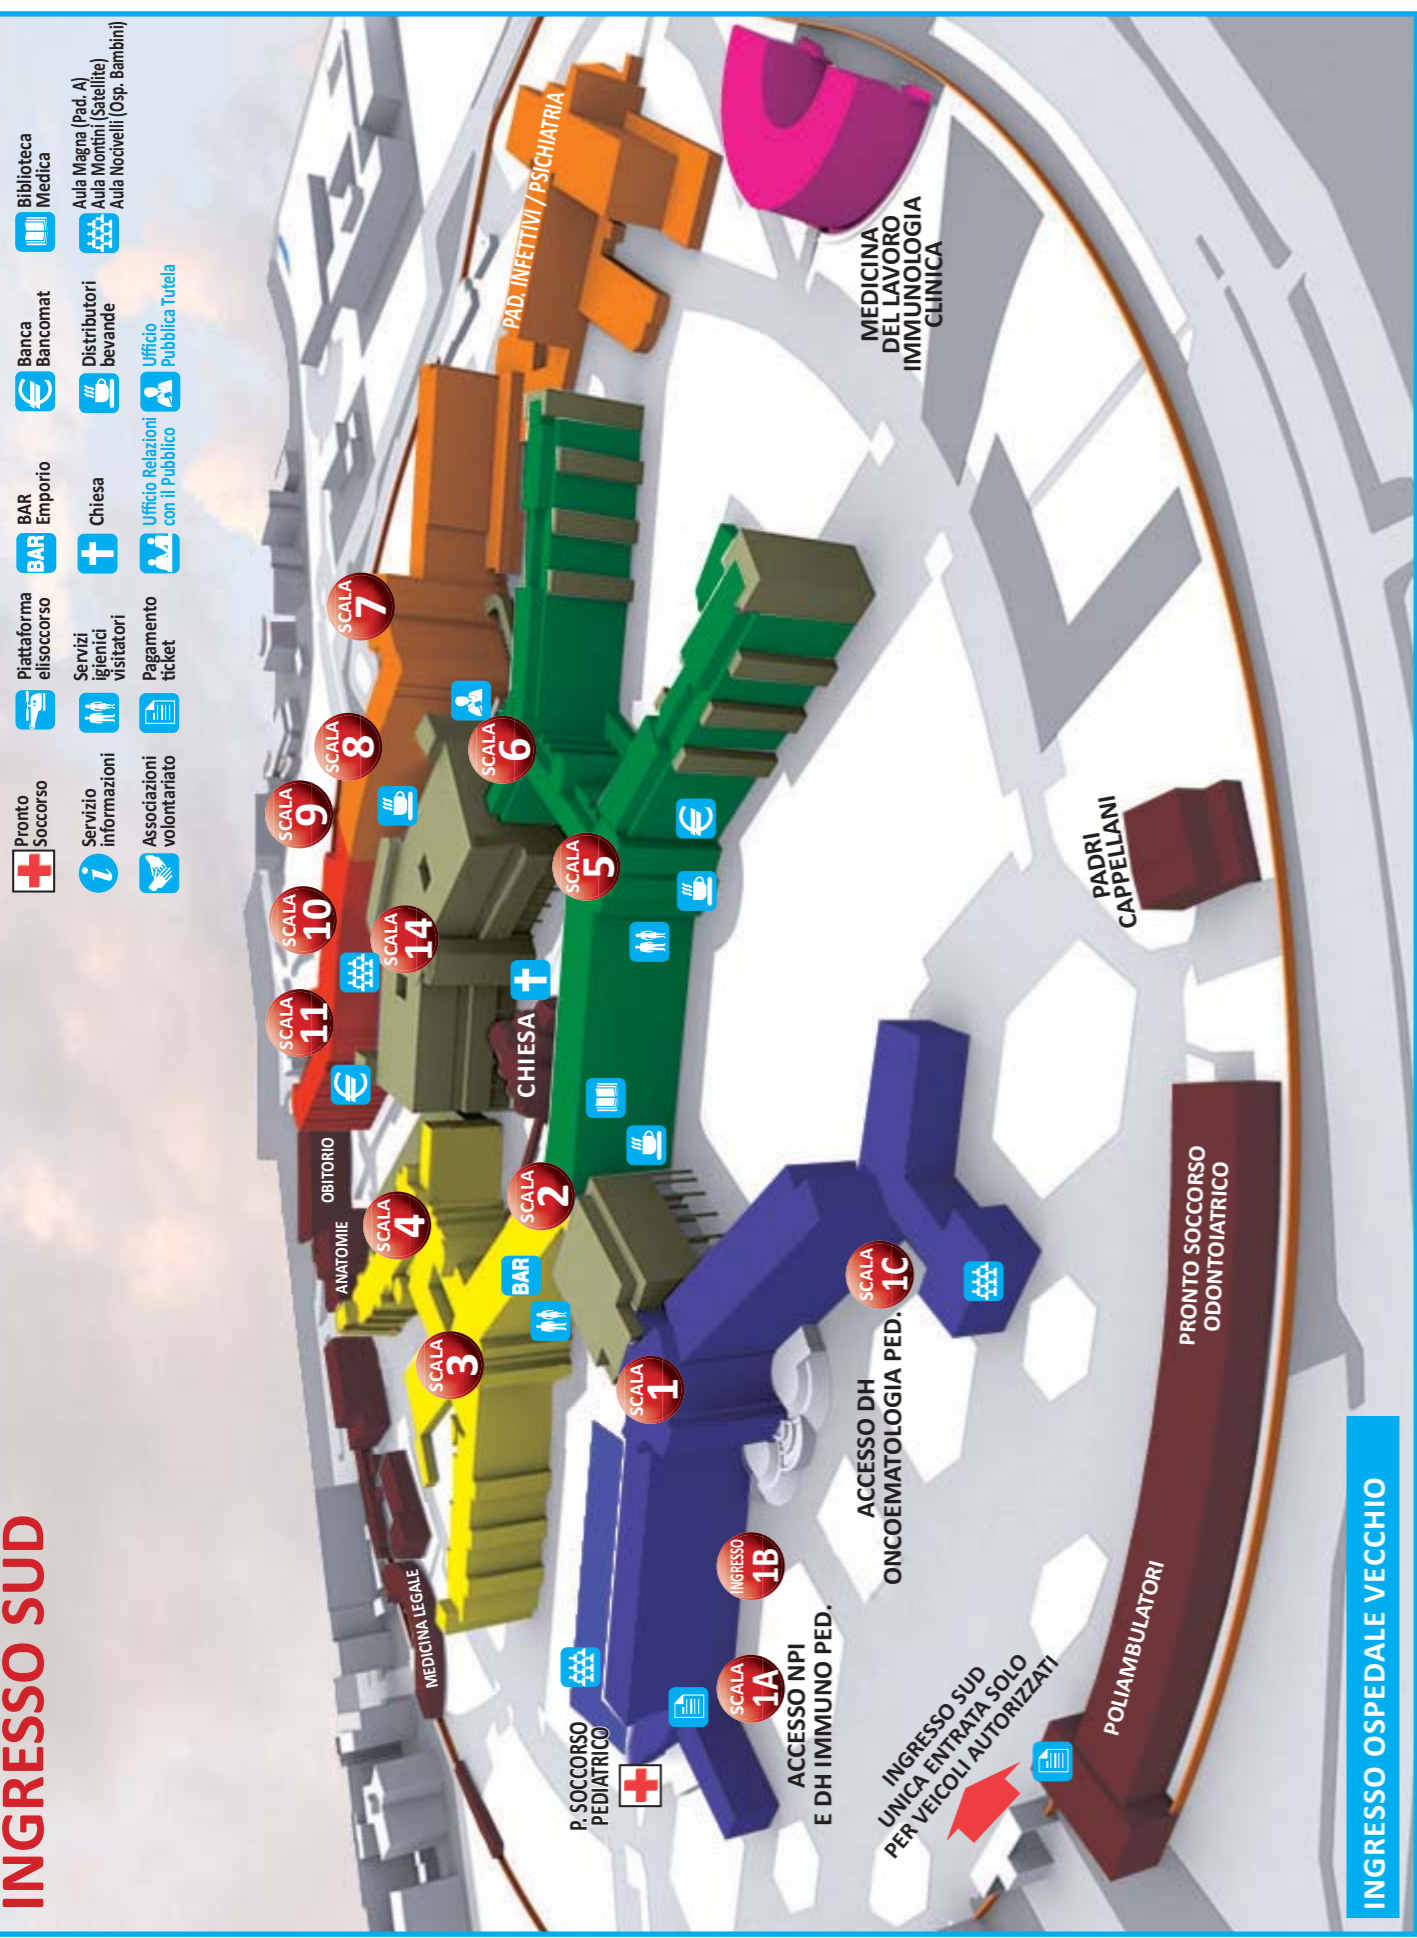 INGRESSO SUD
Pronto
Soccorso
Piattaforma
elisoccorso
BAR
BAR
Emporio
Banca
Bancomat
Biblioteca
Medica
i
Servizio
informazioni
Servizi
igienici
visitatori
Chiesa
Distributori
bevande
Aula Magna (Pad. A)
Aula Montini (Satellite)
Aula Nocivelli (Osp. Bambini)
Associazioni
volontariato
Pagamento
ticket
Ufficio Relazioni
con il Pubblico
Ufficio
Pubblica Tutela
SCALA
11
SCALA
10
SCALA
9
SCALA
8
SCALA
7
OBITORIO
ANATOMIE
SCALA
4
SCALA
14
€
MEDICINA LEGALE
SCALA
3
BAR
SCALA
2
CHIESA
SCALA
6
PAD. INFETTIVI / PSICHIATRIA
P. SOCCORSO
PEDIATRICO
SCALA
1
SCALA
5
€
SCALA
1A
INGRESSO
1B
ACCESSO NPI
E DH IMMUNO PED.
ACCESSO DH
ONCOEMATOLOGIA PED.
SCALA
1C
MEDICINA
DEL LAVORO
IMMUNOLOGIA
CLINICA
INGRESSO SUD
UNICA ENTRATA SOLO
PER VEICOLI AUTORIZZATI
POLIAMBULATORI
PRONTO SOCCORSO
ODONTOIATRICO
PADRI
CAPPELLANI
INGRESSO OSPEDALE VECCHIO